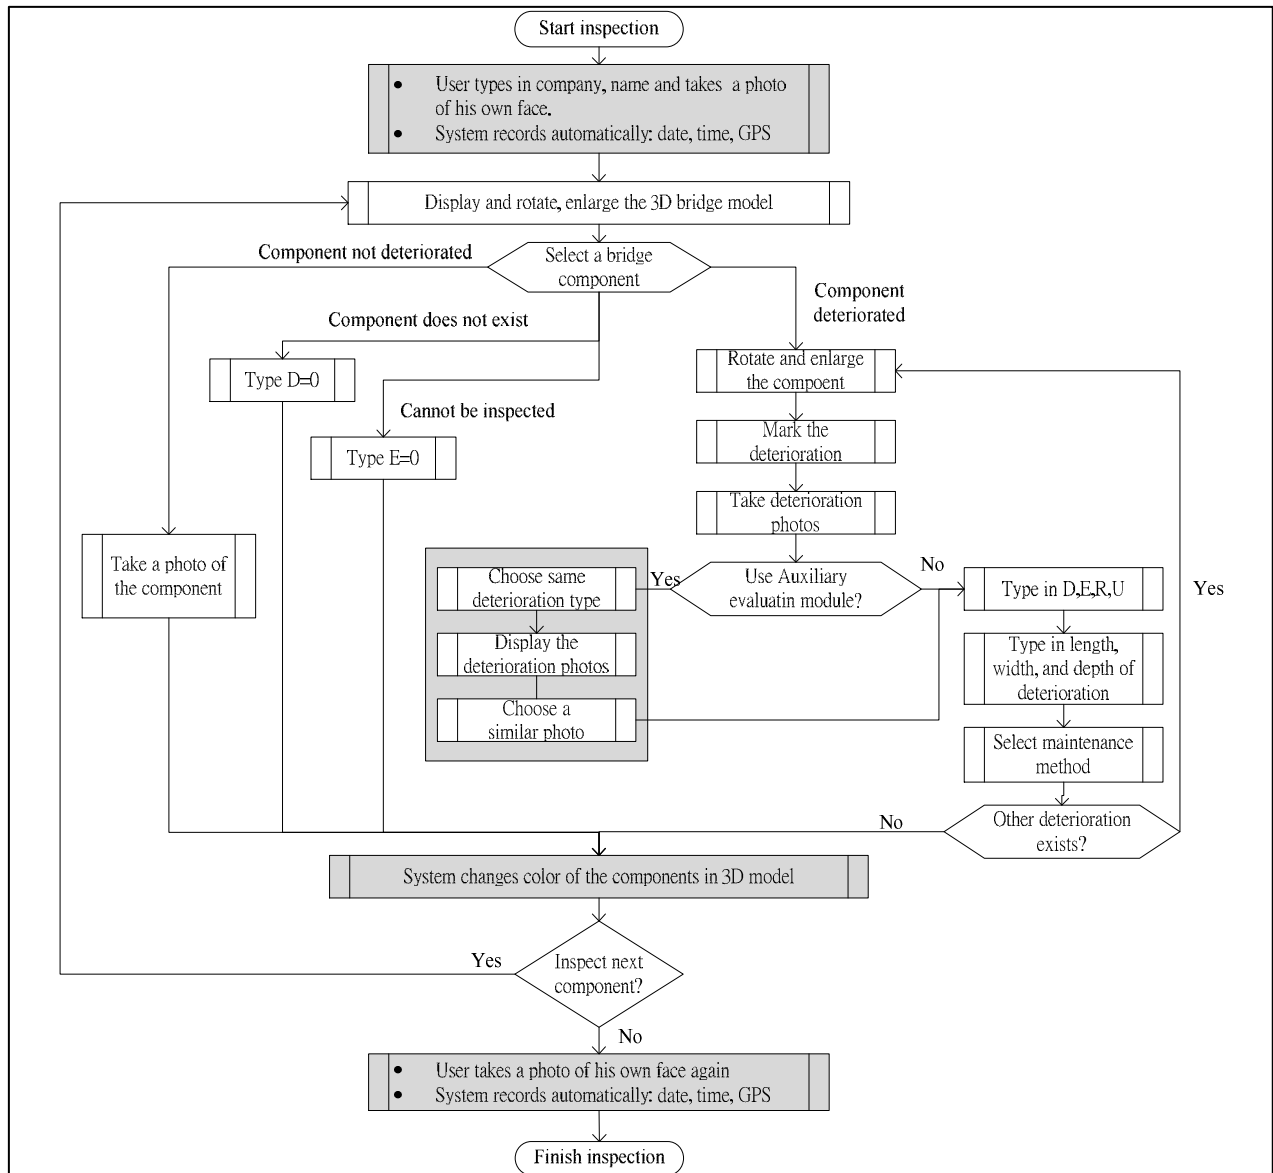 Start inspection
• User types in company, name and takes a photo
of his own face.
• System records automatically: date, time, GPS
Display and rotate, enlarge the 3D bridge model
Component not deteriorated
Select a bridge
component
Component
deteriorated
Component does not exist
Type D=0
Cannot be inspected
Type E=0
Rotate and enlarge
the compoent
Mark the
deterioration
Take deterioration
photos
Take a photo of
the component
Use Auxiliary
evaluatin module?
Yes
No
Choose same
deterioration type
Display the
deterioration photos
Choose a
similar photo
Type in D,E,R,U
Yes
Type in length,
width, and depth of
deterioration
Select maintenance
method
Other deterioration
exists?
No
System changes color of the components in 3D model
Inspect next
component?
Yes
No
• User takes a photo of his own face again
• System records automatically: date, time, GPS
Finish inspection